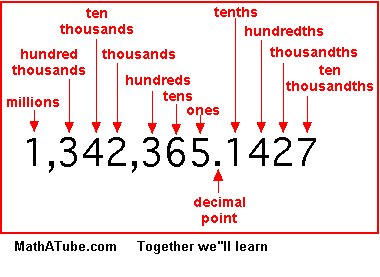 ten
thousands
tenths
hundredths
hundred
thousands
thousands
thousandths
hundreds
ten
thousandths
tens
millions
ones
1,342,365.1427
decimal
point
MathATube.com Together we"ll learn